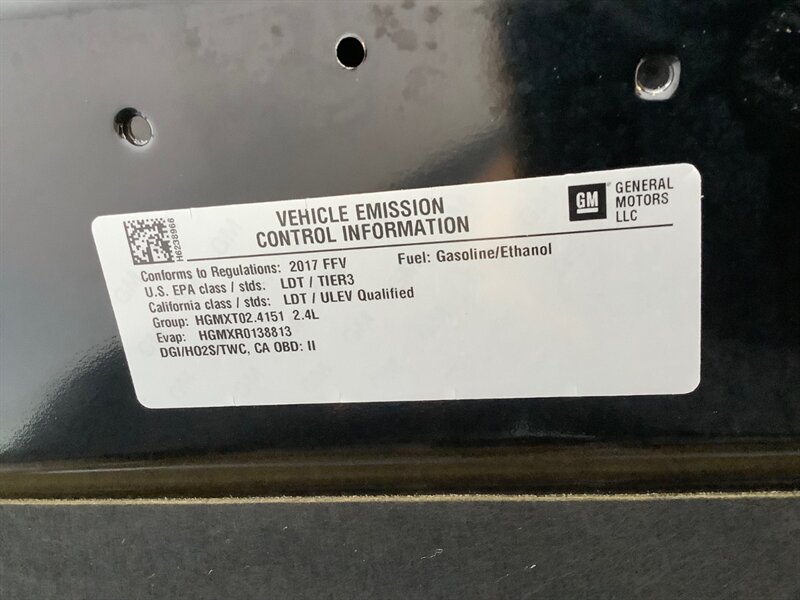 VEHICLE EMISSION
CONTROL INFORMATION
GM
GENERAL
MOTORS
LLC
H6238966
Conforms to Regulations: 2017 FFV
Fuel: Gasoline/Ethanol
U.S. EPA class / stds: LDT / TIER3
California class / stds: LDT / ULEV Qualified
Group: HGMXT02.4151 2.4L
Evap: HGMXR0138813
DGI/HO2S/TWC, CA OBD: II